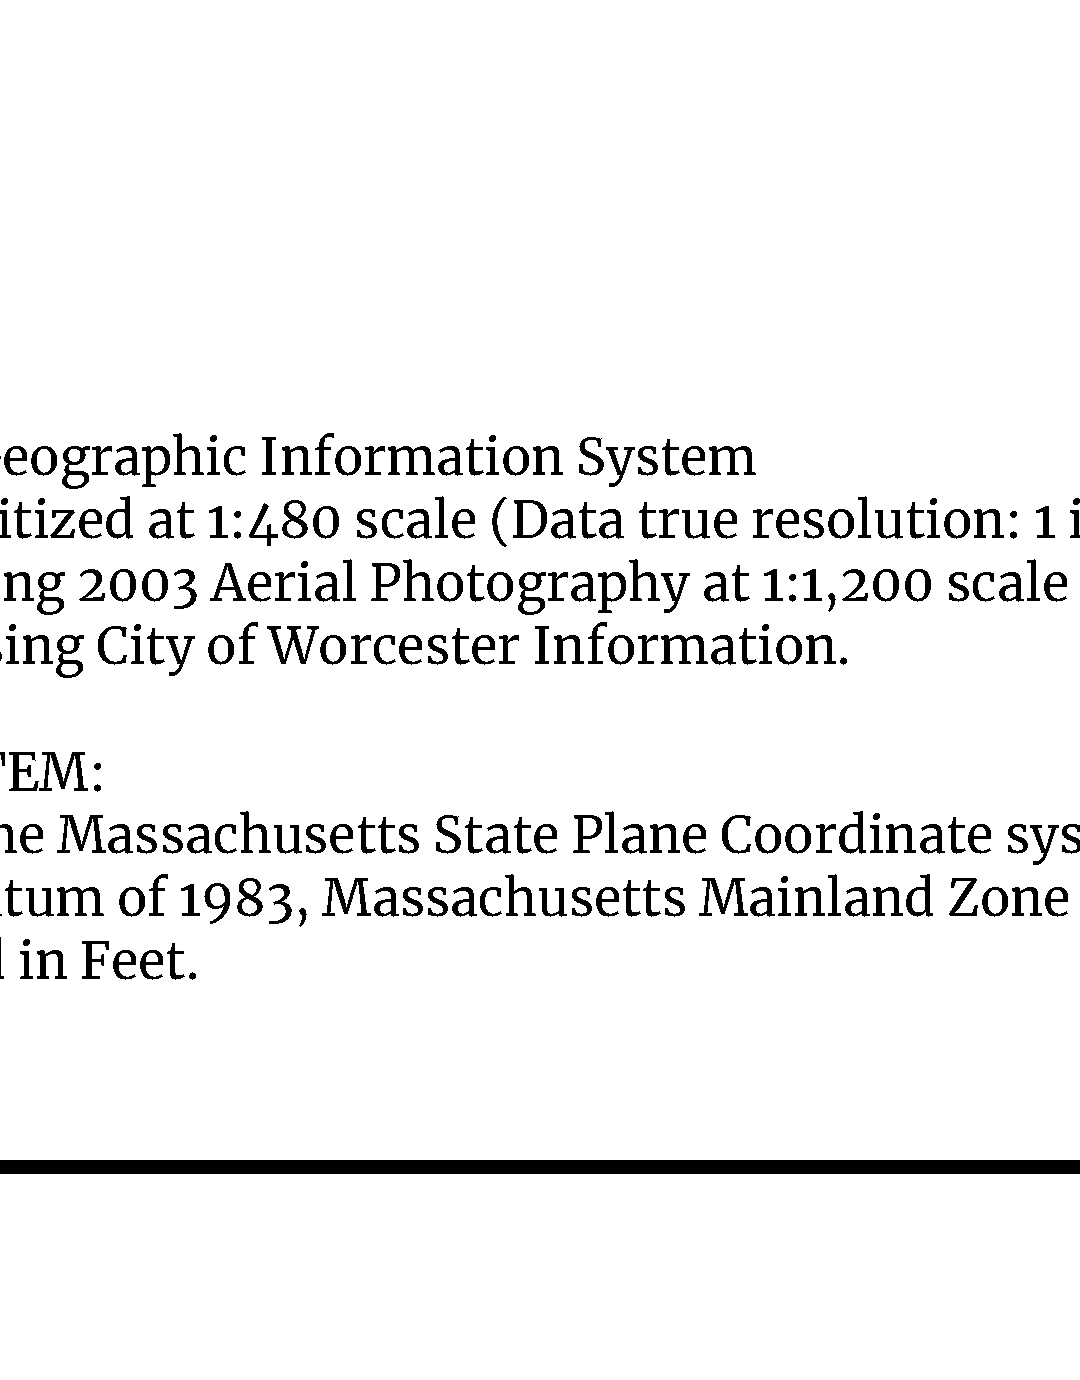 eographic Information System
itized at 1:480 scale (Data true resolution: 1 i
ng 2003 Aerial Photography at 1:1,200 scale
sing City of Worcester Information.
TEM:
he Massachusetts State Plane Coordinate sys
tum of 1983, Massachusetts Mainland Zone
in Feet.